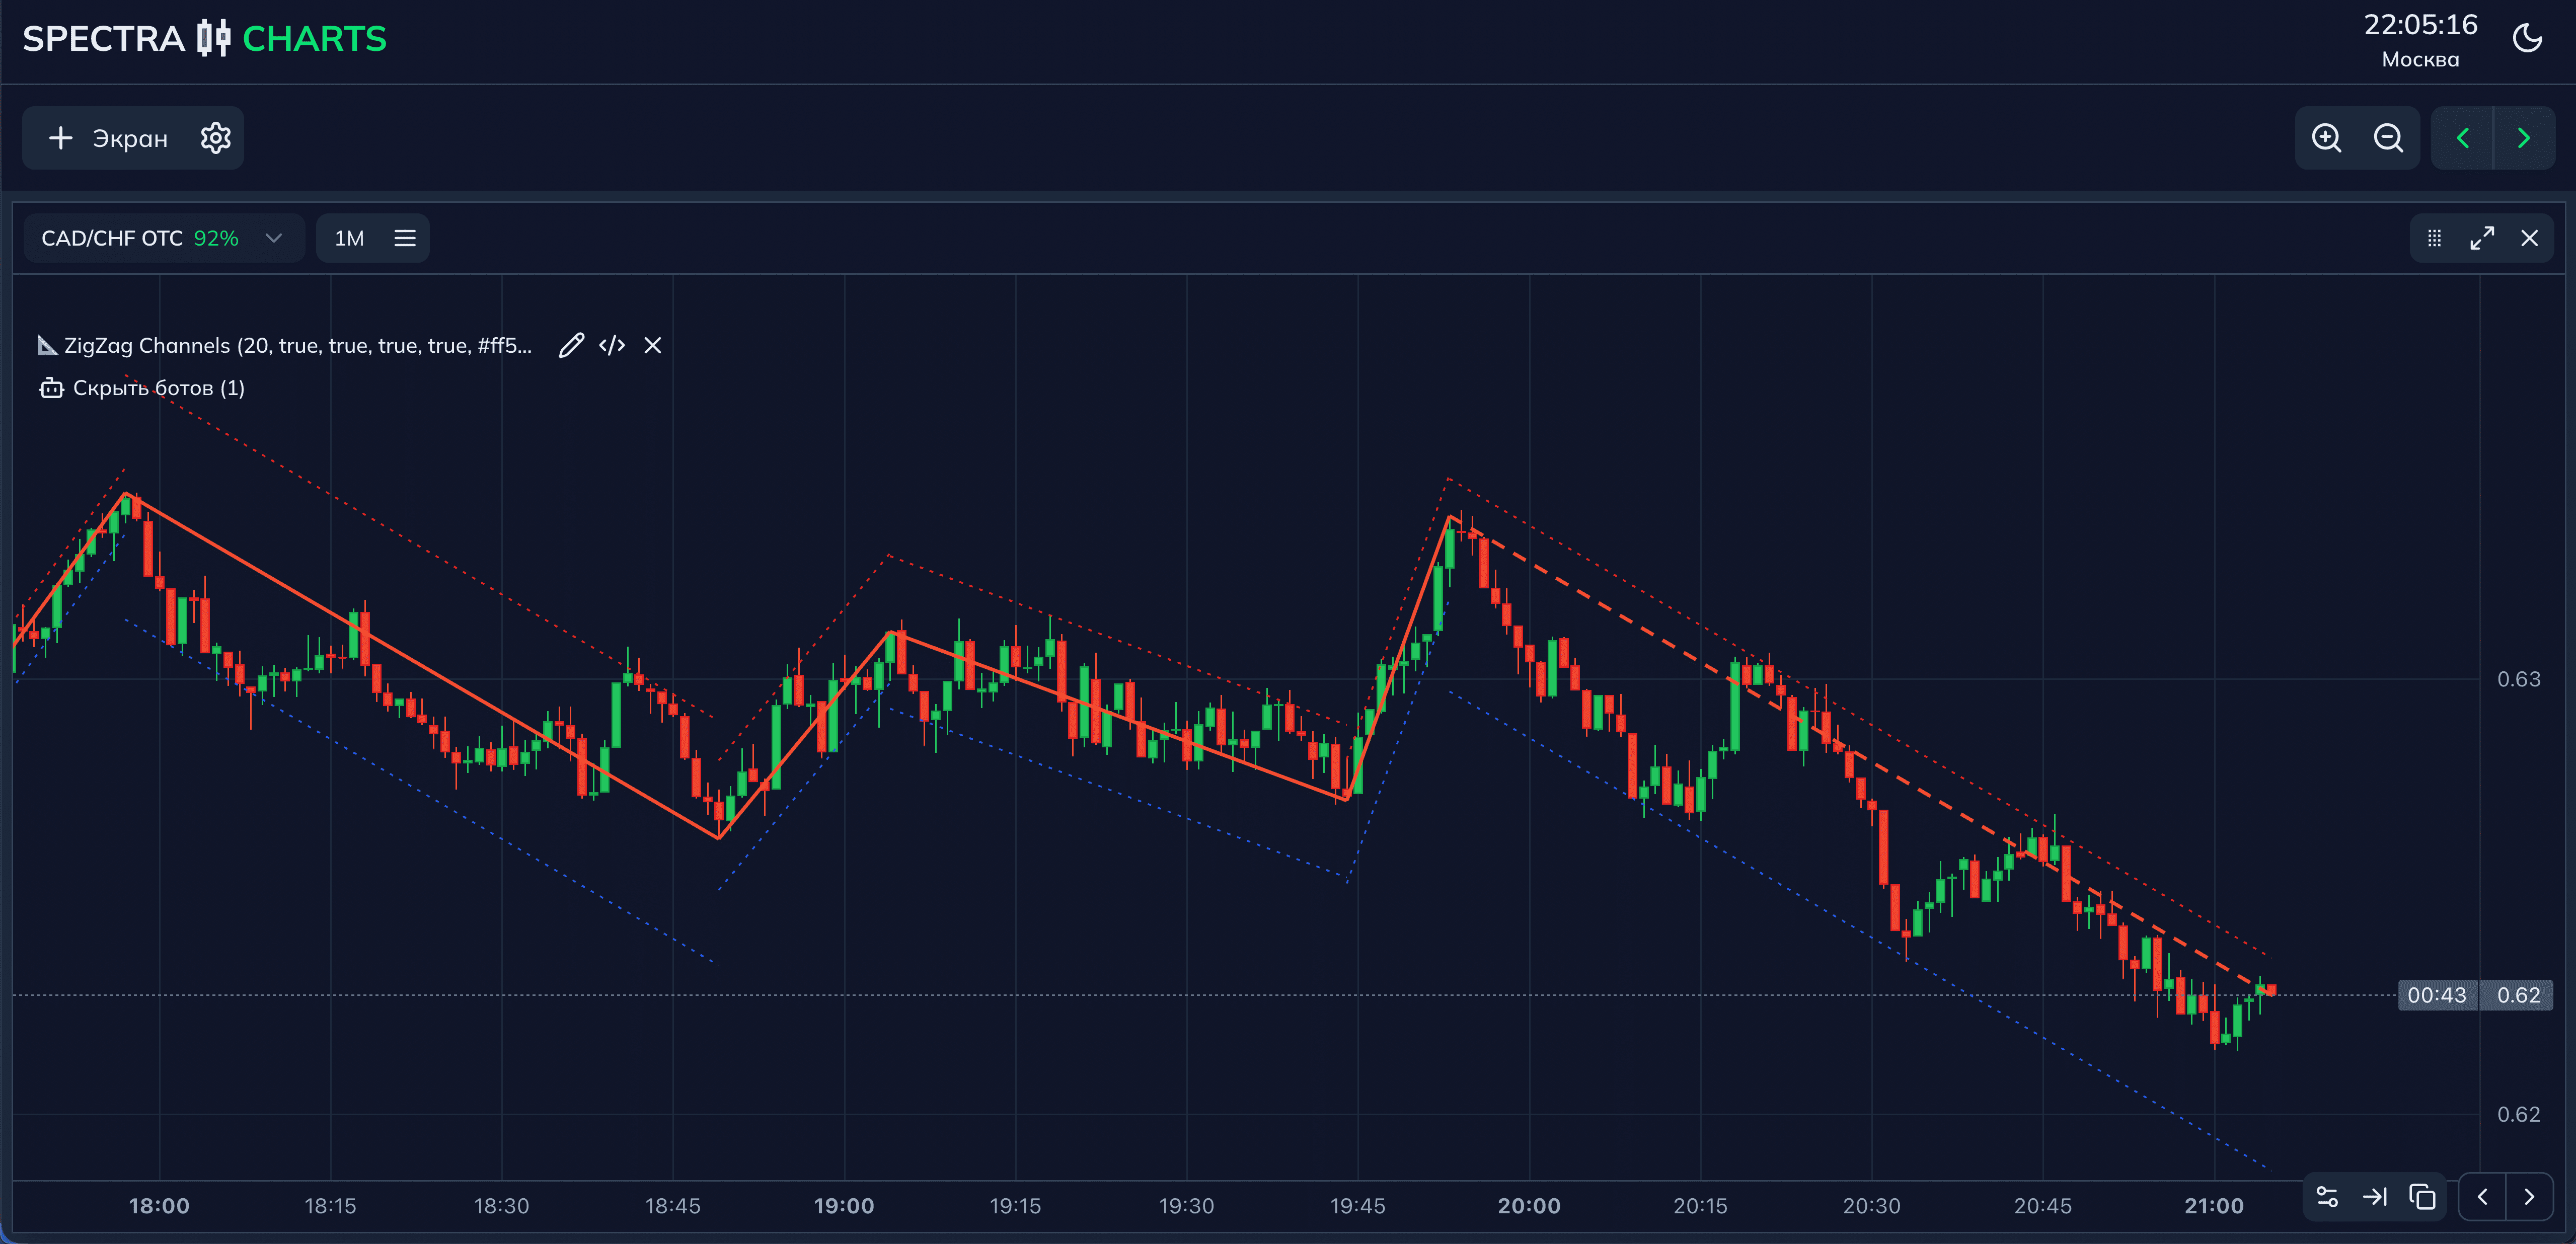 SPECTRA CHARTS
22:05:16
Москва
Экран
CAD/CHF OTC 92%
1M
ZigZag Channels (20, true, true, true, true, #ff5...
Скрыть ботов (1)
0.63
00:43 0.62
0.62
18:00 18:15 18:30 18:45 19:00 19:15 19:30 19:45 20:00 20:15 20:30 20:45 21:00